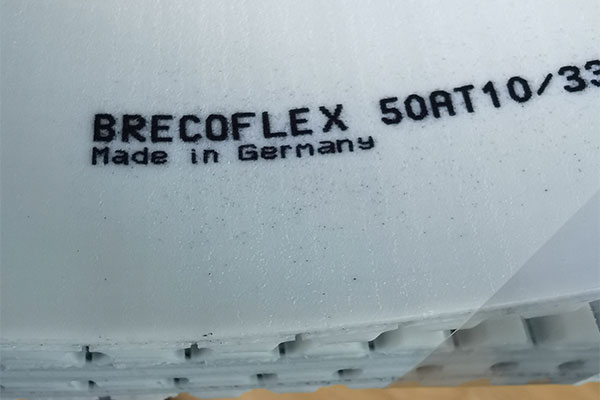 BRECOFLEX 50AT10/33
Made in Germany